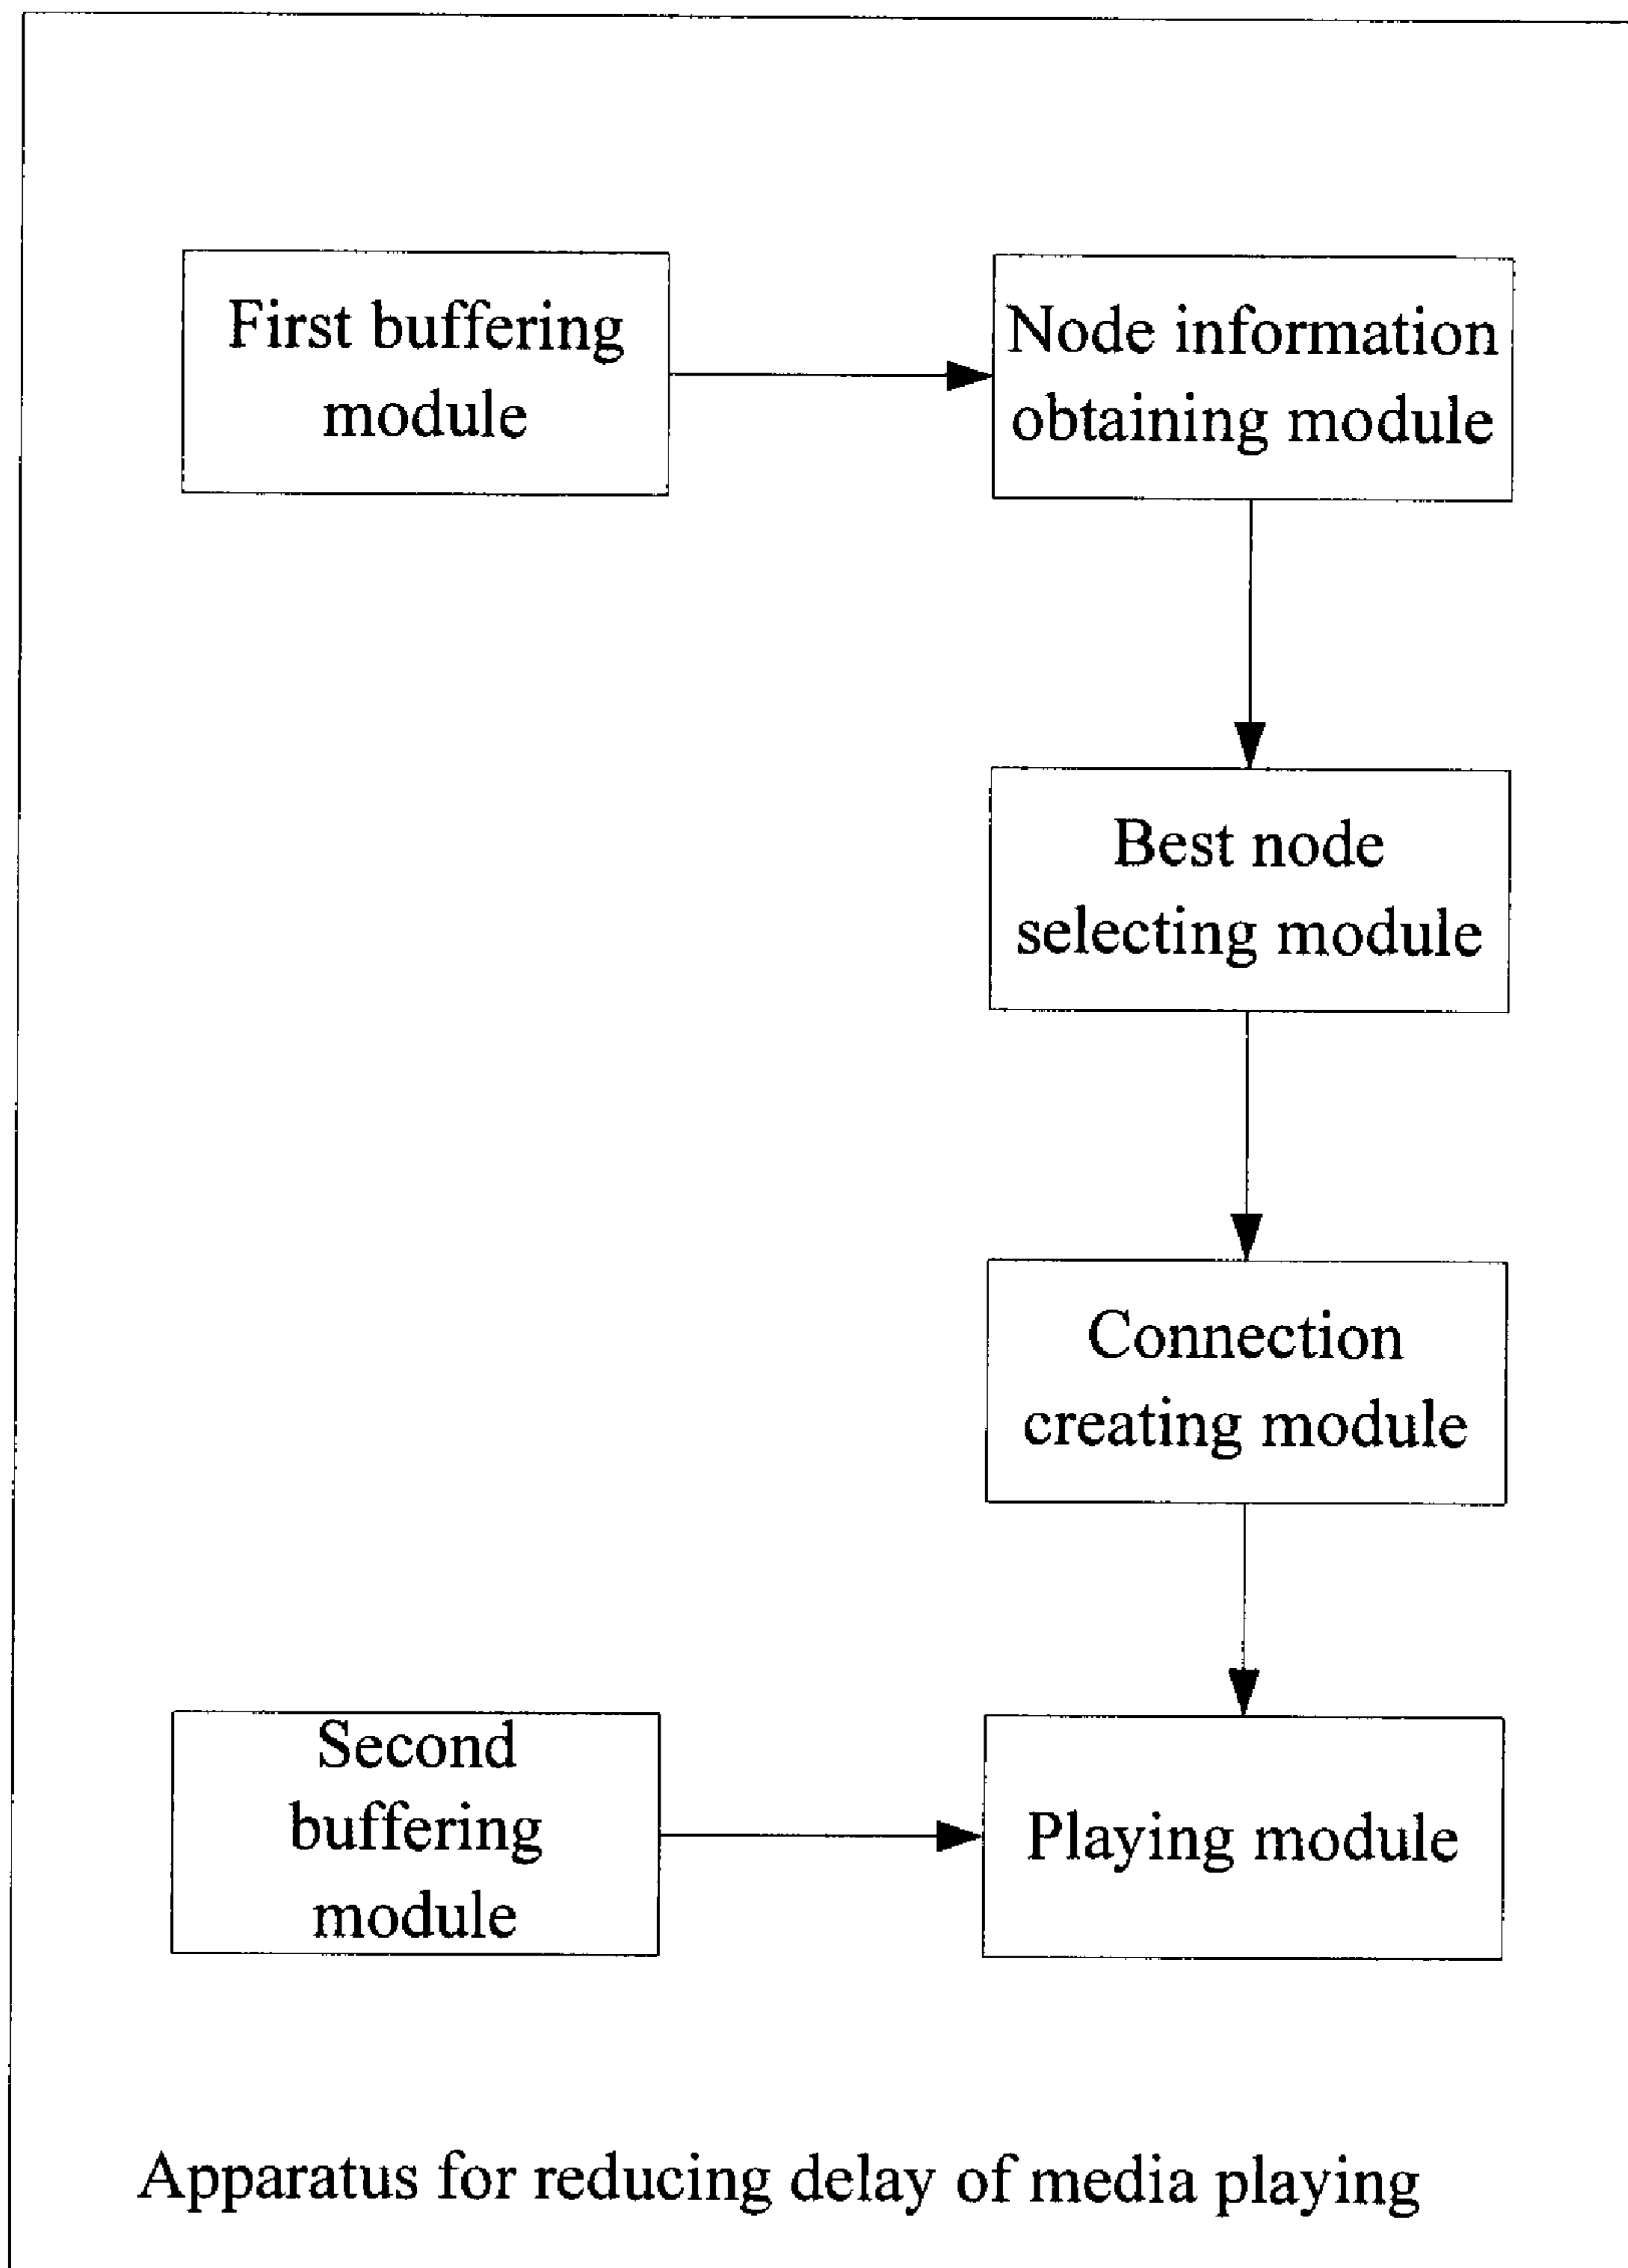 First buffering
module
Node information
obtaining module
Best node
selecting module
Connection
creating module
Second
buffering
module
Playing module
Apparatus for reducing delay of media playing